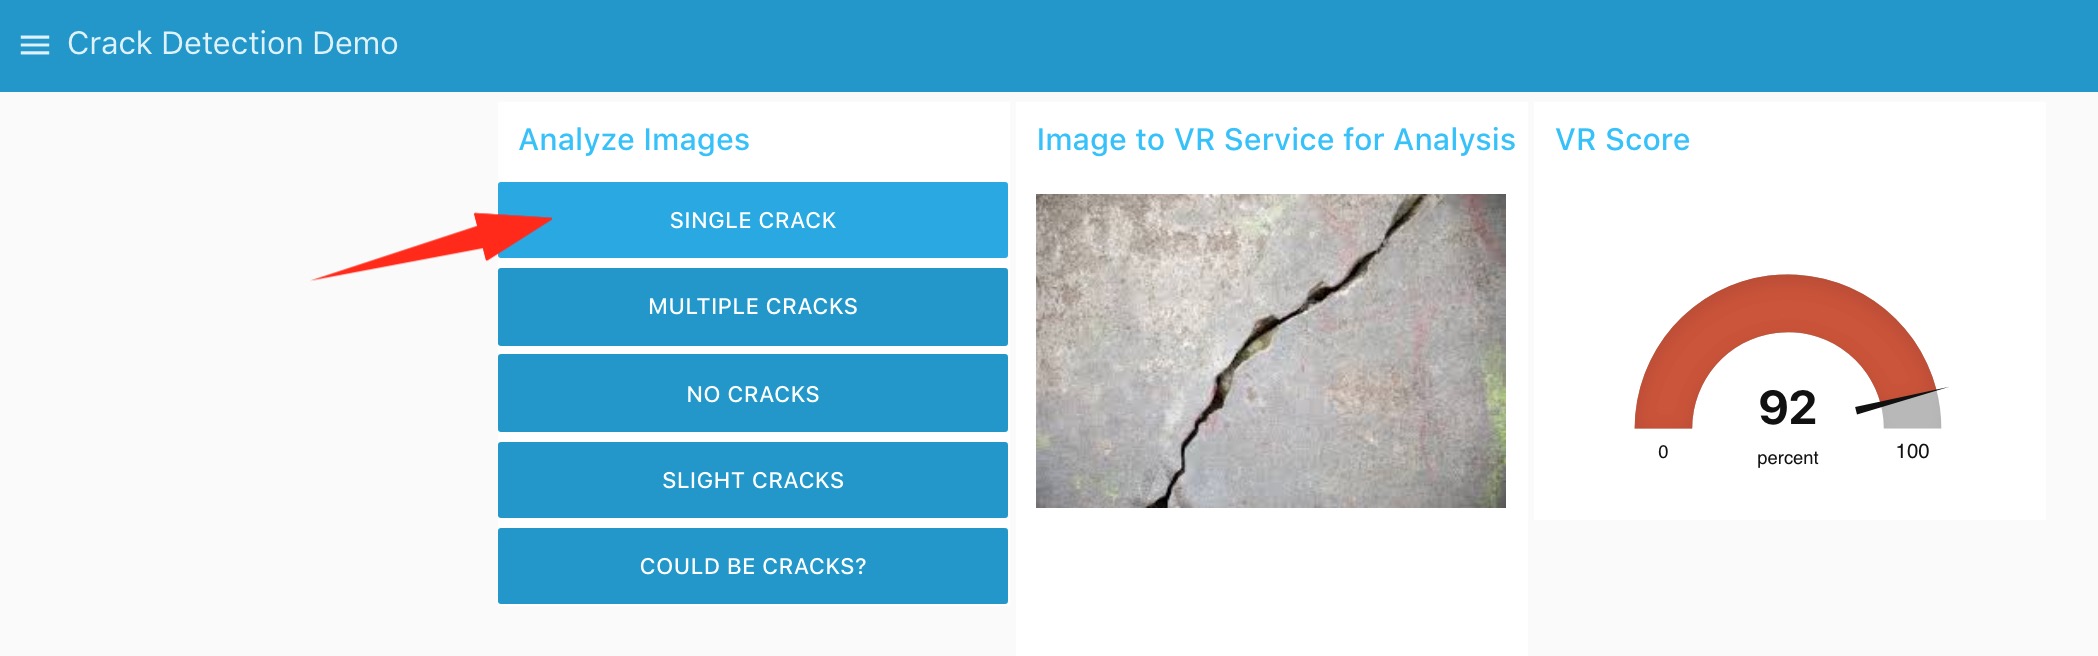 Crack Detection Demo
Analyze Images
SINGLE CRACK
MULTIPLE CRACKS
NO CRACKS
SLIGHT CRACKS
COULD BE CRACKS?
Image to VR Service for Analysis
VR Score
92
percent
0
100